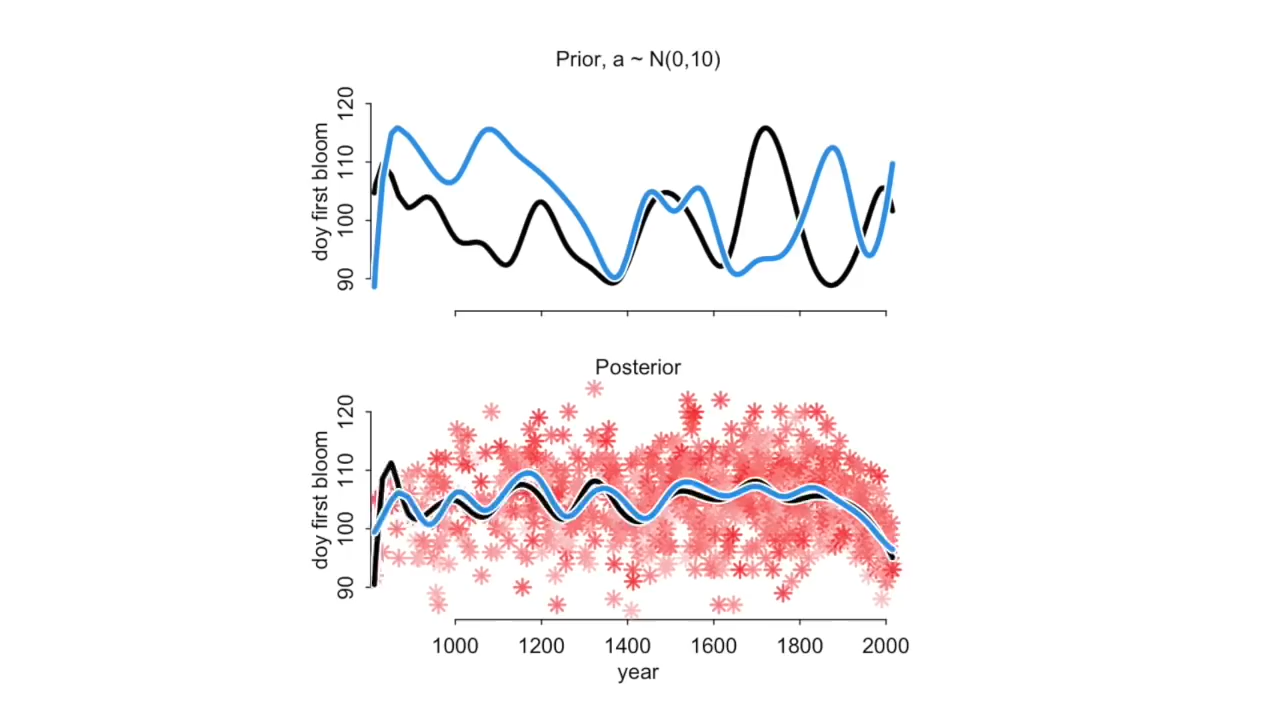 Prior, a ~ N(0,10)
doy first bloom
120
110
100
90
Posterior
doy first bloom
120
110
100
90
1000 1200 1400 1600 1800 2000
year